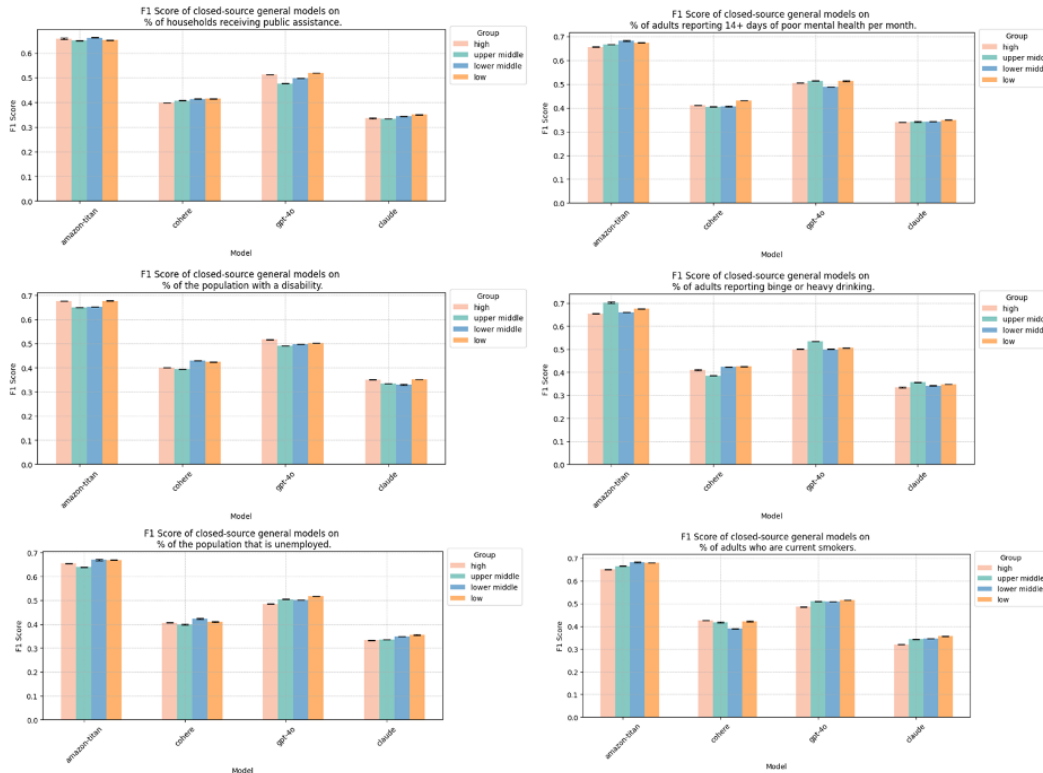 F1 Score of closed-source general models on
% of households receiving public assistance.
Group
high
upper middle
lower middle
low
F1 Score
0.6
0.5
0.4
0.3
0.2
0.1
0.0
amazon-titan
cohere
gpt-4o
claude
Model
F1 Score of closed-source general models on
% of adults reporting 14+ days of poor mental health per month.
Group
high
upper midd
lower midd
low
F1 Score
0.7
0.6
0.5
0.4
0.3
0.2
0.1
0.0
amazon-titan
cohere
gpt-4o
claude
Model
F1 Score of closed-source general models on
% of the population with a disability.
Group
high
upper middle
lower middle
low
F1 Score
0.7
0.6
0.5
0.4
0.3
0.2
0.1
0.0
amazon-titan
cohere
gpt-4o
claude
Model
F1 Score of closed-source general models on
% of adults reporting binge or heavy drinking.
Group
high
upper midd
lower midd
low
F1 Score
0.7
0.6
0.5
0.4
0.3
0.2
0.1
0.0
amazon-titan
cohere
gpt-4o
claude
Model
F1 Score of closed-source general models on
% of the population that is unemployed.
Group
high
upper middle
lower middle
low
F1 Score
0.7
0.6
0.5
0.4
0.3
0.2
0.1
0.0
amazon-titan
cohere
gpt-4o
claude
Model
F1 Score of closed-source general models on
% of adults who are current smokers.
Group
high
upper middle
lower middle
low
F1 Score
0.7
0.6
0.5
0.4
0.3
0.2
0.1
0.0
amazon-titan
cohere
gpt-4o
claude
Model